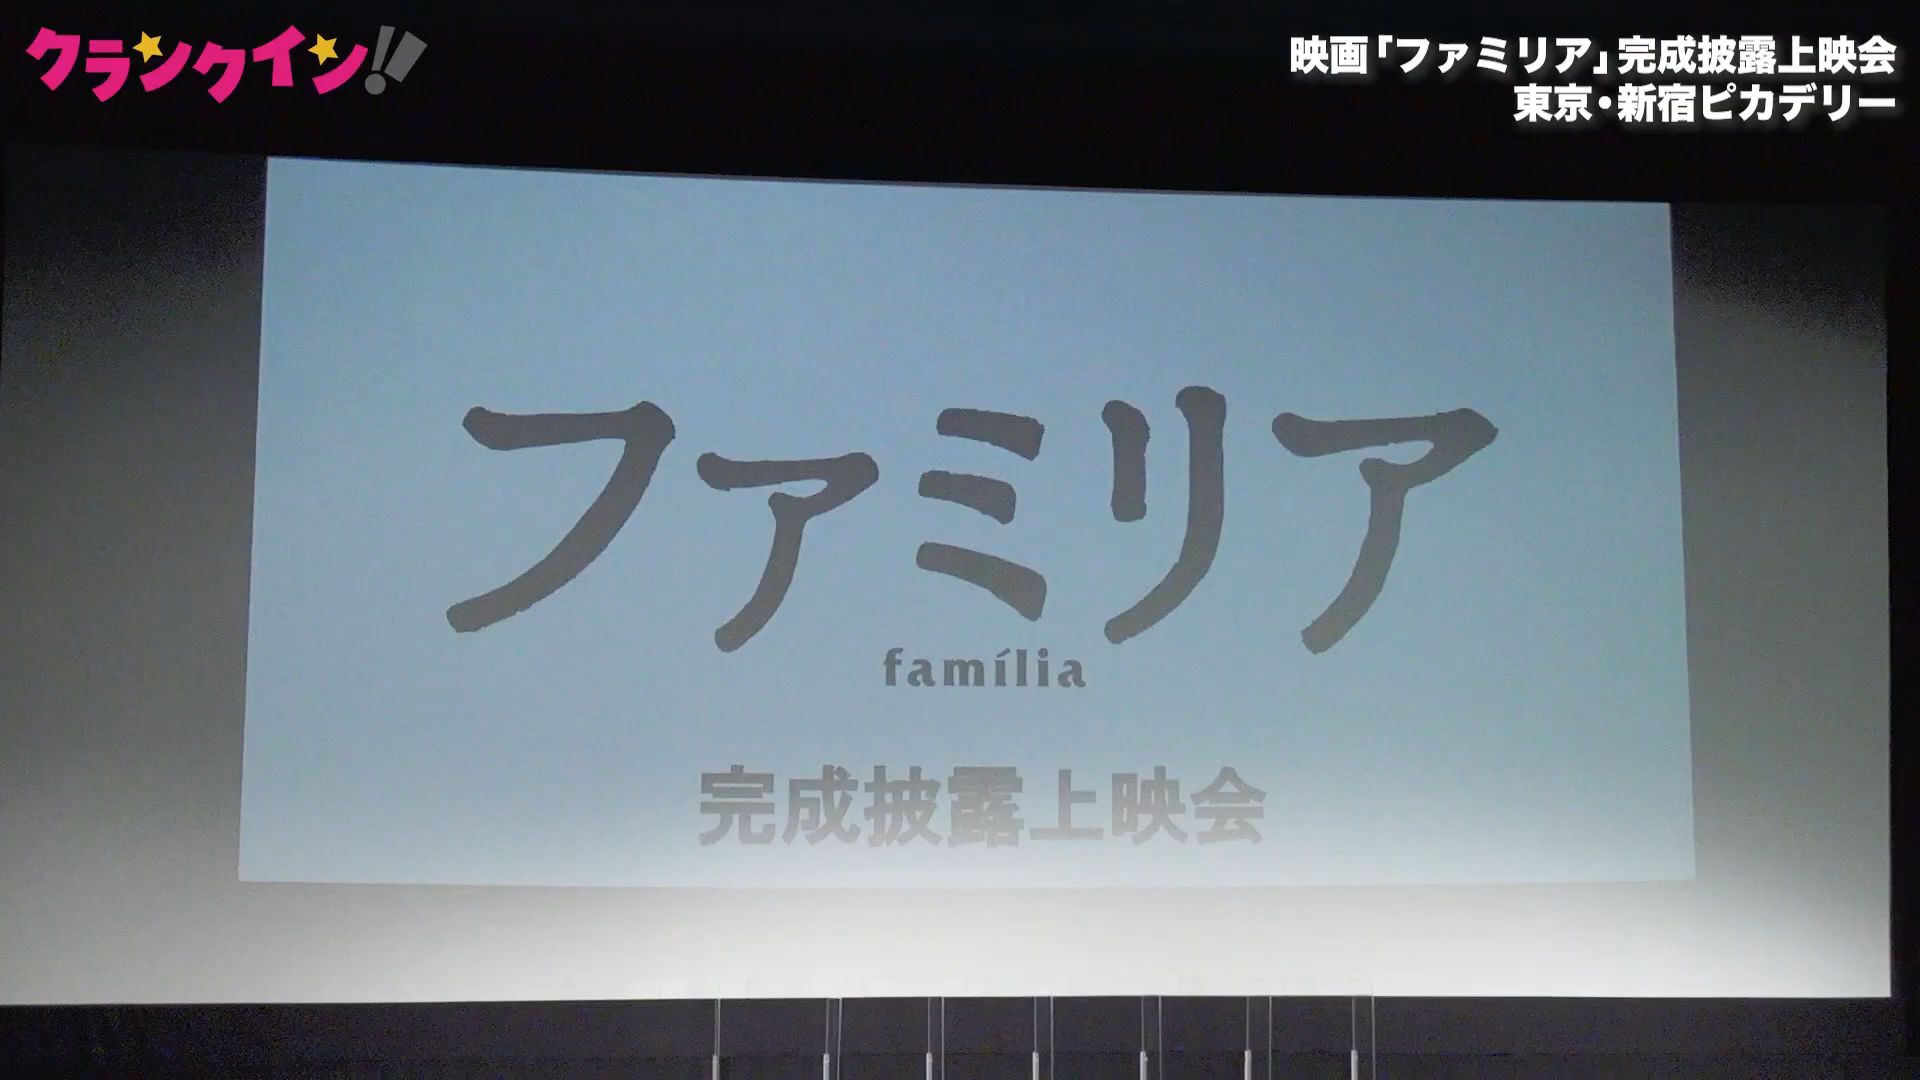 クランクイン!!
映画「ファミリア」完成披露上映会
東京・新宿ピカデリー
ファミリア
família
完成披露上映会